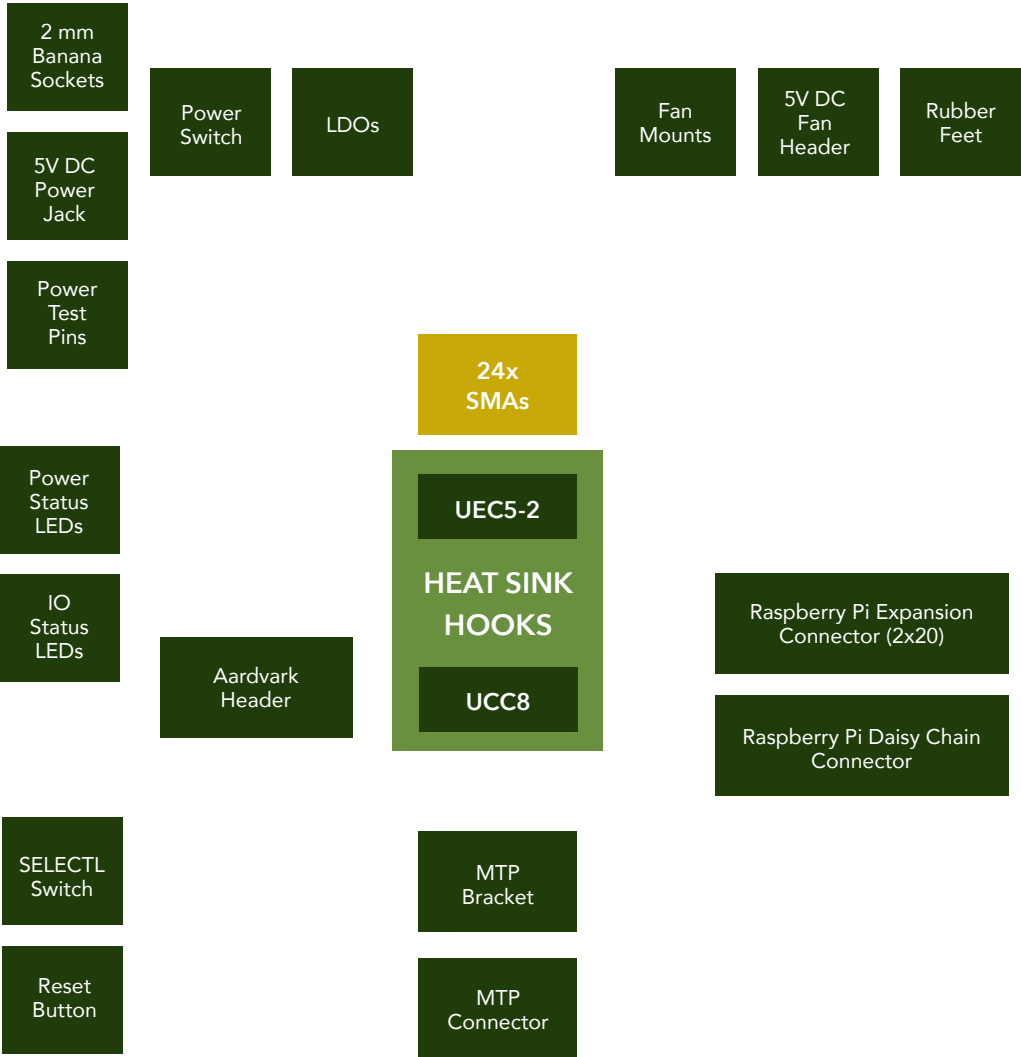 2 mm
Banana
Sockets
Power
Switch
LDOs
Fan
Mounts
5V DC
Fan
Header
Rubber
Feet
5V DC
Power
Jack
Power
Test
Pins
24x
SMAs
Power
Status
LEDs
UEC5-2
HEAT SINK
HOOKS
UCC8
IO
Status
LEDs
Aardvark
Header
Raspberry Pi Expansion
Connector (2x20)
Raspberry Pi Daisy Chain
Connector
SELECTL
Switch
MTP
Bracket
Reset
Button
MTP
Connector